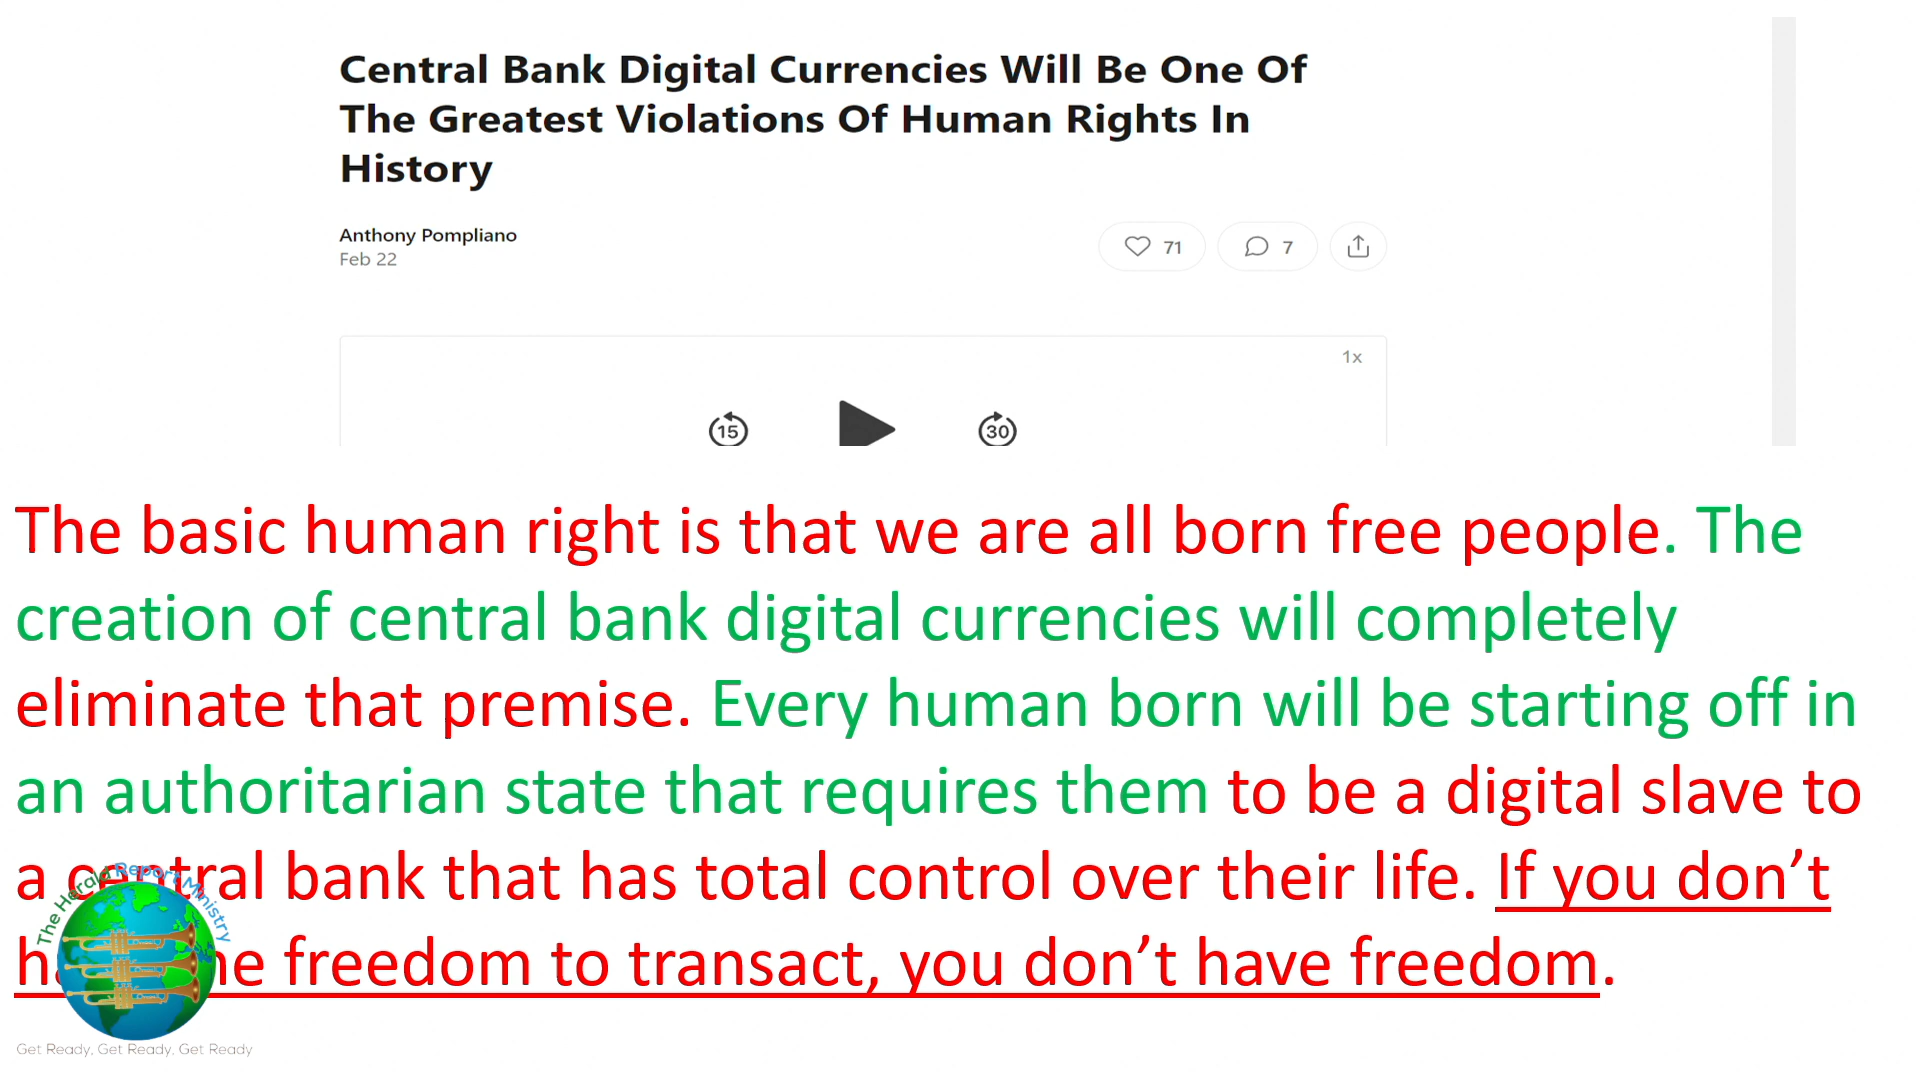 Central Bank Digital Currencies Will Be One Of
The Greatest Violations Of Human Rights In
History
Anthony Pompliano
Feb 22
71
7
1x
15
30
The basic human right is that we are all born free people. The
creation of central bank digital currencies will completely
eliminate that premise. Every human born will be starting off in
an authoritarian state that requires them to be a digital slave to
a central bank that has total control over their life. If you don’t
freedom to transact, you don’t have freedom.
The Herald Report Ministry
Get Ready, Get Ready, Get Ready